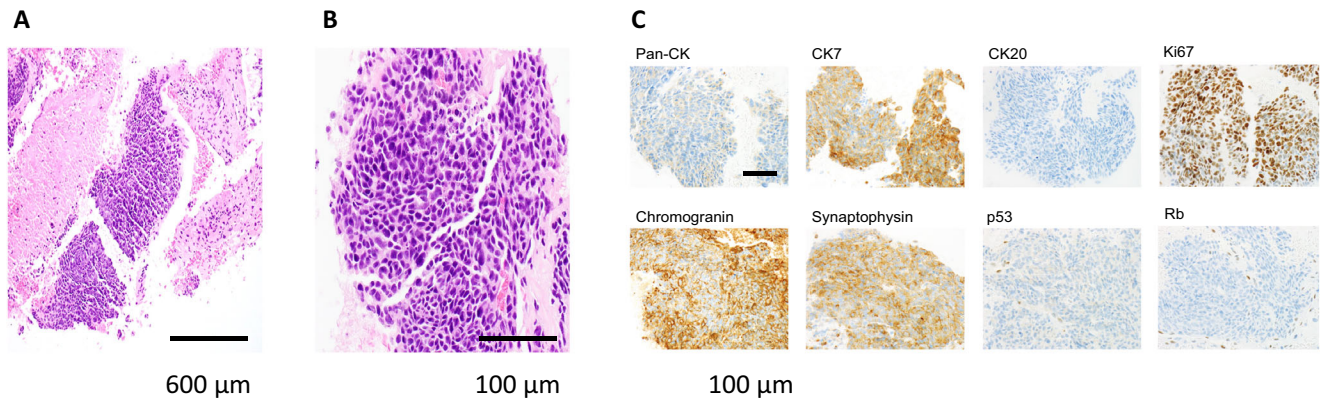 A
B
C
Pan-CK
CK7
CK20
Ki67
Chromogranin
Synaptophysin
p53
Rb
600 µm
100 µm
100 µm